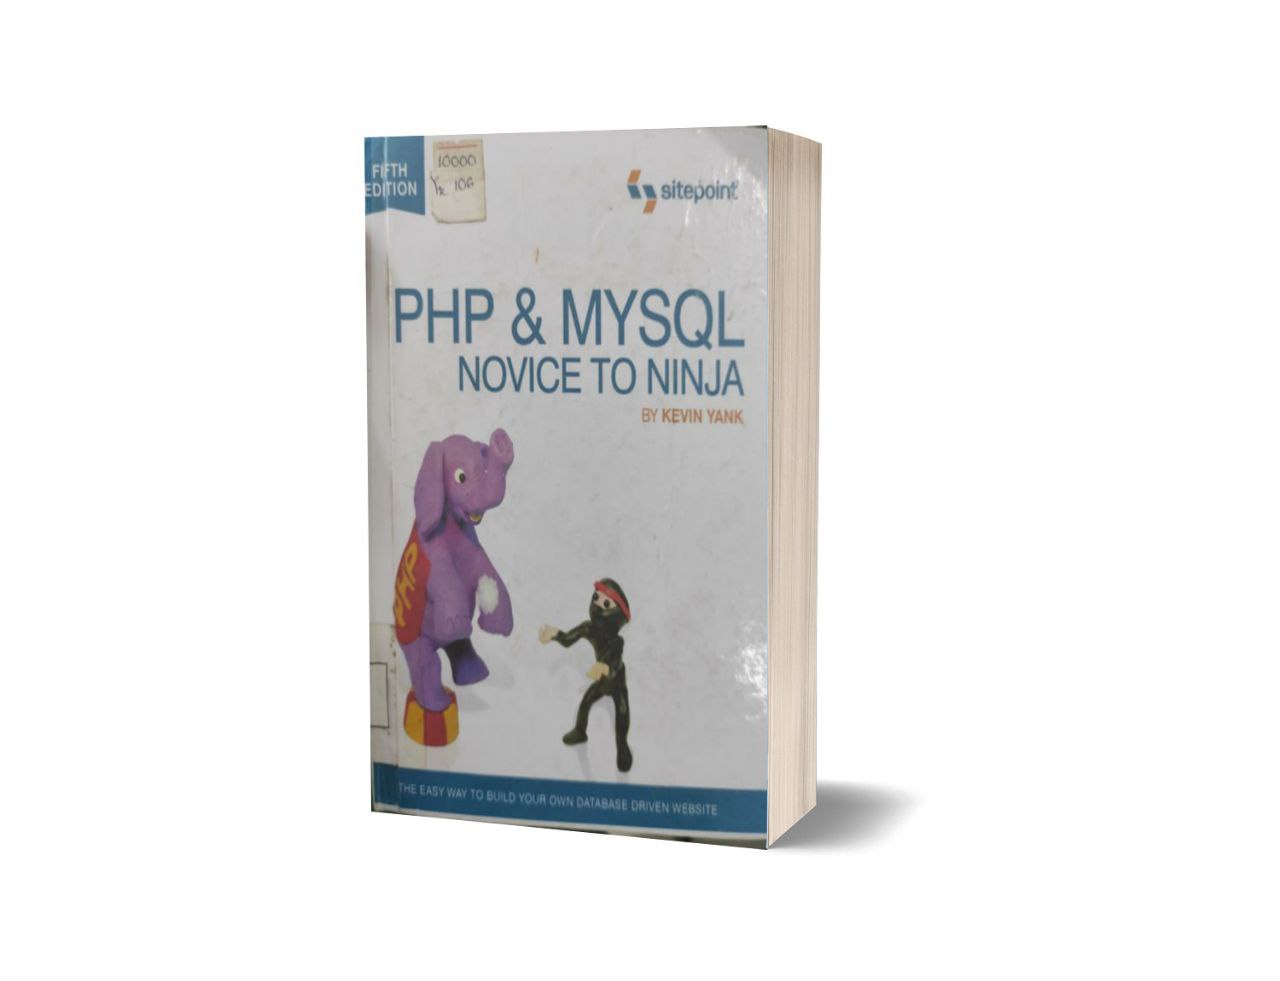 FIFTH
EDITION
10000
106
sitepoint
PHP & MYSQL
NOVICE TO NINJA
BY KEVIN YANK
PHP
THE EASY WAY TO BUILD YOUR OWN DATABASE DRIVEN WEBSITE